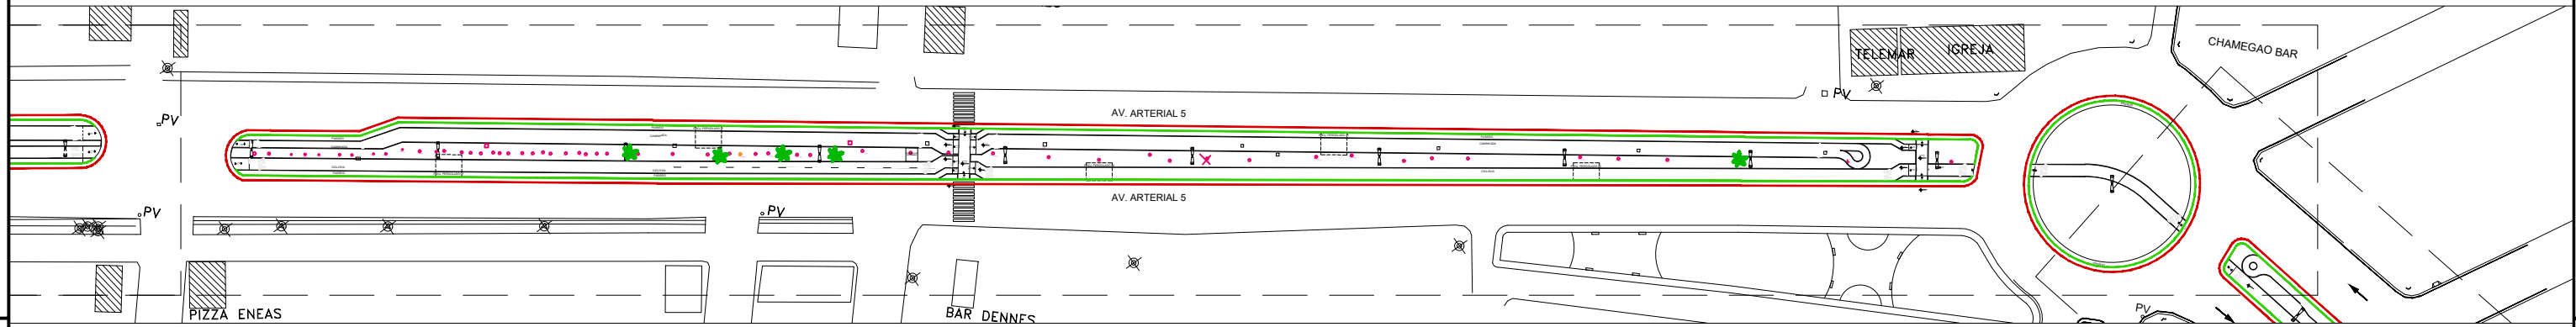 CHAMEGAO BAR
TELEMAR
IGREJA
PV
PV
AV. ARTERIAL 5
AV. ARTERIAL 5
PV
PV
PIZZA ENEAS
BAR DENNES
PV